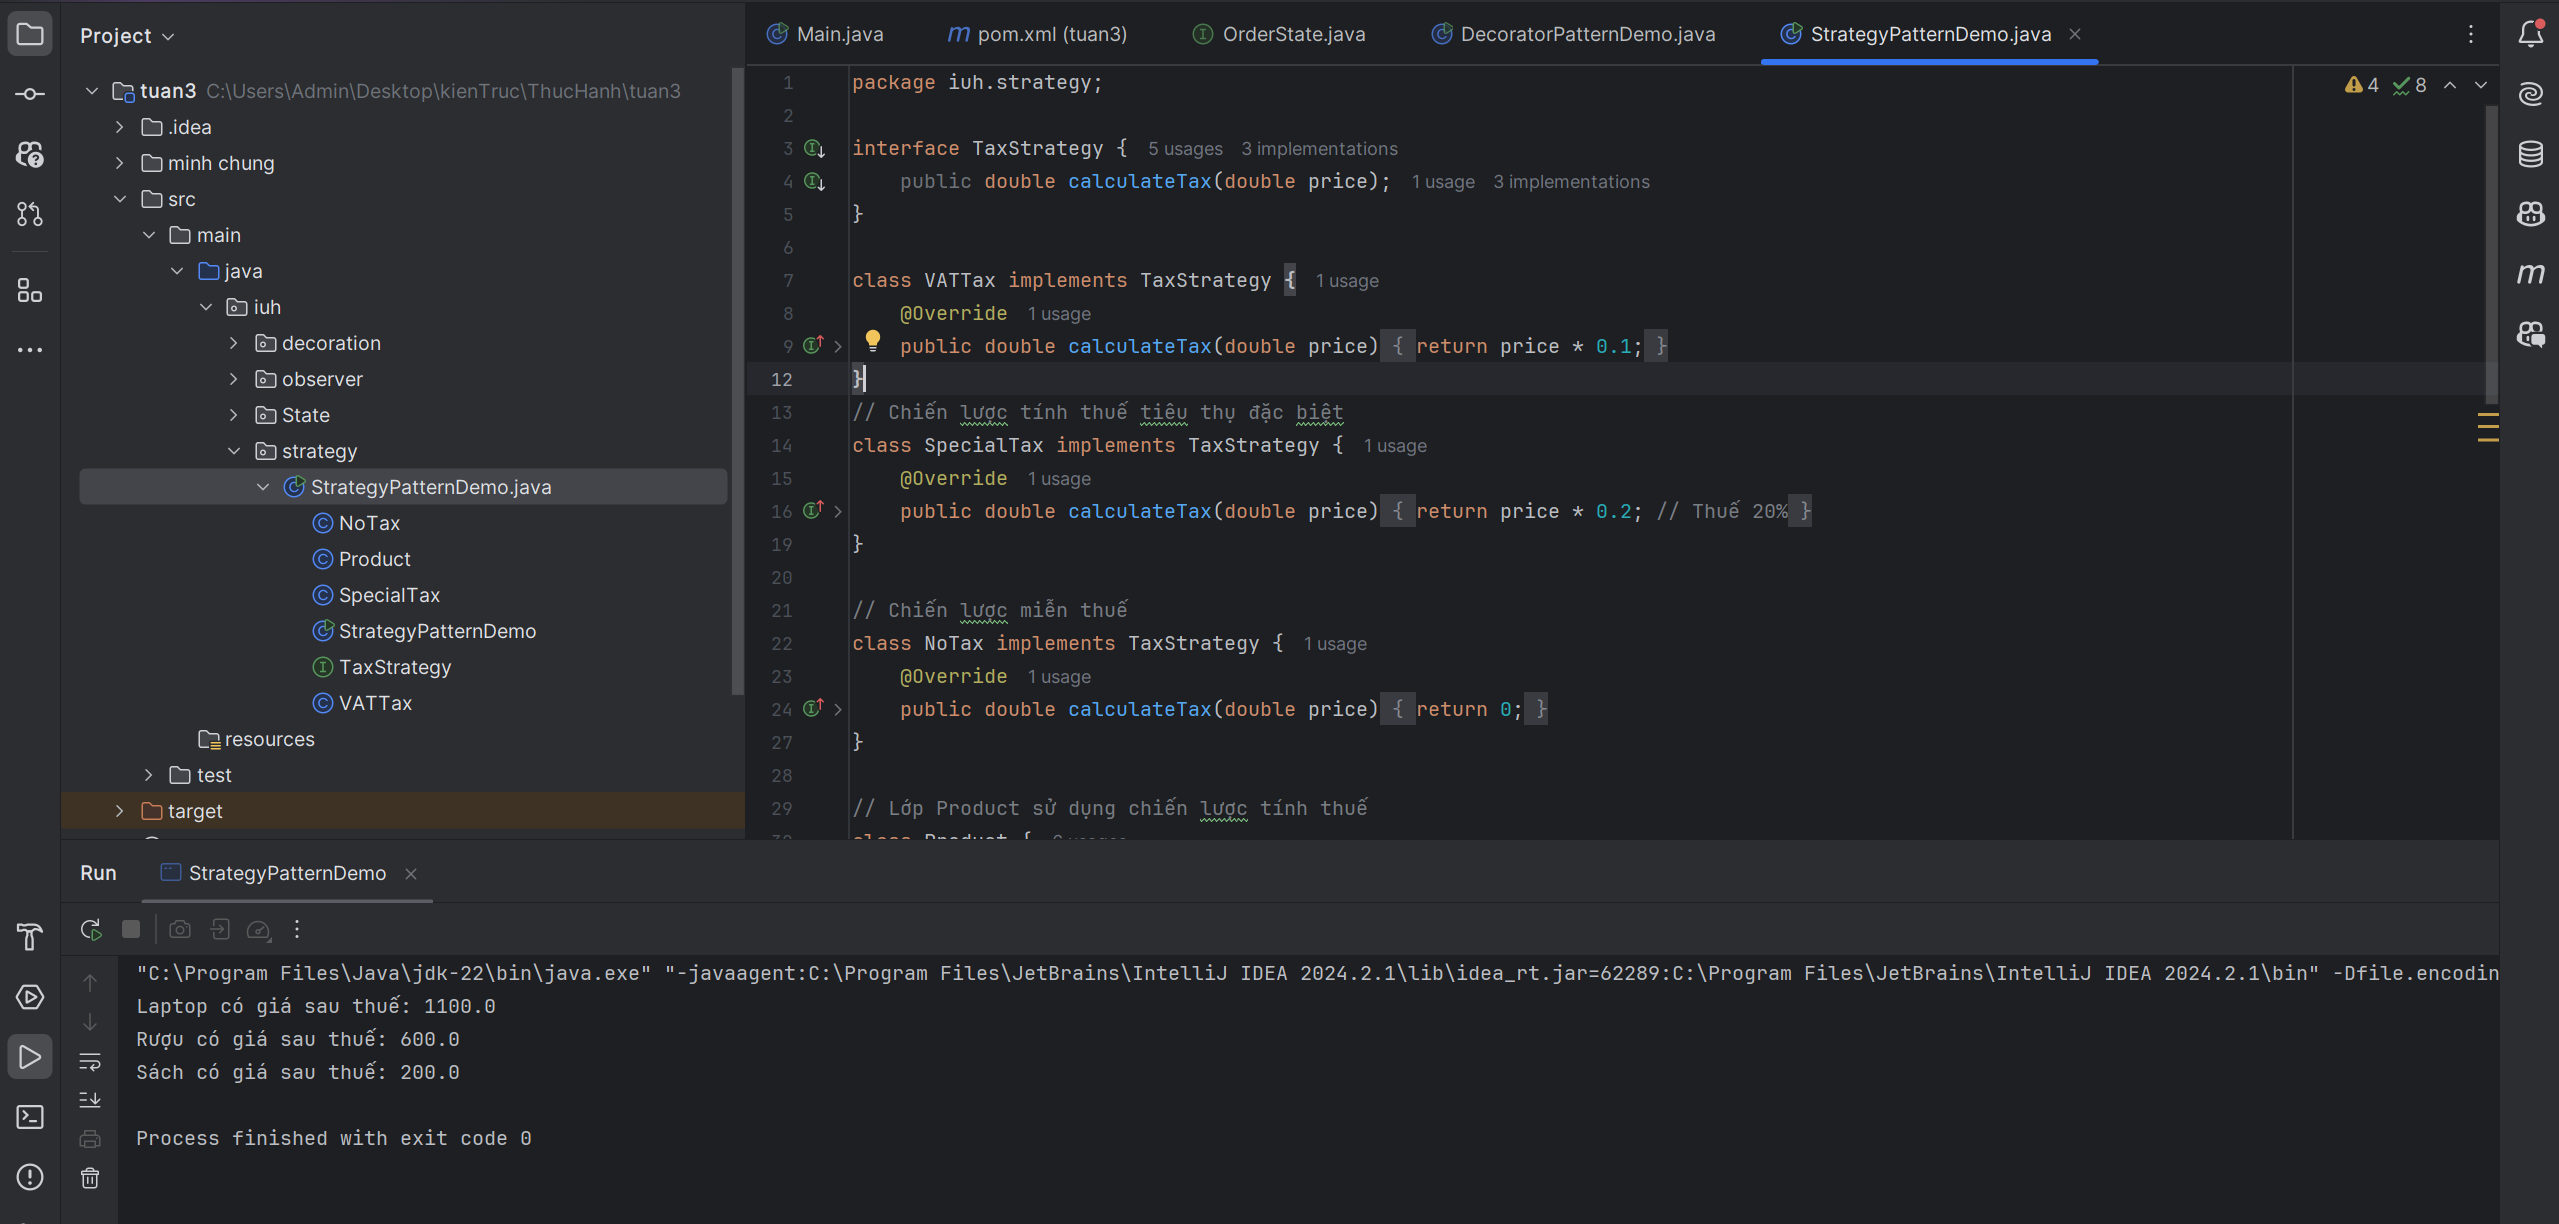 Project
tuan3 C:\Users\Admin\Desktop\kienTruc\ThucHanh\tuan3
.idea
minh chung
src
main
java
iuh
decoration
observer
State
strategy
StrategyPatternDemo.java
NoTax
Product
SpecialTax
StrategyPatternDemo
TaxStrategy
VATTax
resources
test
target
Main.java
m pom.xml (tuan3)
OrderState.java
DecoratorPatternDemo.java
StrategyPatternDemo.java
4 8
1 package iuh.strategy;
2
3 interface TaxStrategy { 5 usages 3 implementations
4 public double calculateTax(double price); 1 usage 3 implementations
5 }
6
7 class VATTax implements TaxStrategy { 1 usage
8 @Override 1 usage
9 public double calculateTax(double price) { return price * 0.1; }
12 }
13 // Chiến lược tính thuế tiêu thụ đặc biệt
14 class SpecialTax implements TaxStrategy { 1 usage
15 @Override 1 usage
16 public double calculateTax(double price) { return price * 0.2; // Thuế 20% }
19 }
20
21 // Chiến lược miễn thuế
22 class NoTax implements TaxStrategy { 1 usage
23 @Override 1 usage
24 public double calculateTax(double price) { return 0; }
27 }
28
29 // Lớp Product sử dụng chiến lược tính thuế
class Product {
Run StrategyPatternDemo
"C:\Program Files\Java\jdk-22\bin\java.exe" "-javaagent:C:\Program Files\JetBrains\IntelliJ IDEA 2024.2.1\lib\idea_rt.jar=62289:C:\Program Files\JetBrains\IntelliJ IDEA 2024.2.1\bin" -Dfile.encodin
Laptop có giá sau thuế: 1100.0
Rượu có giá sau thuế: 600.0
Sách có giá sau thuế: 200.0
Process finished with exit code 0